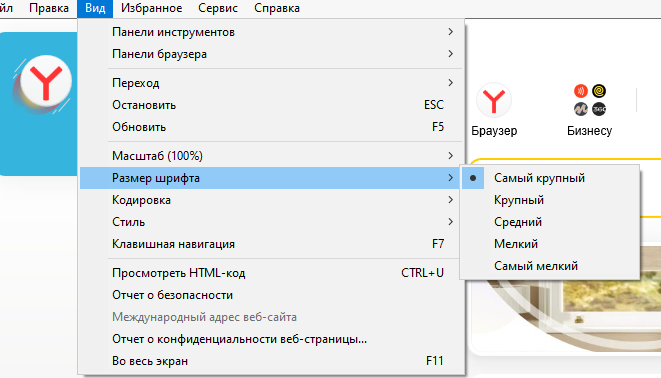 йл Правка Вид Избранное Сервис Справка
Панели инструментов
Панели браузера
Переход
Остановить ESC
Обновить F5
Масштаб (100%)
Размер шрифта
Кодировка
Стиль
Клавишная навигация F7
Просмотреть HTML-код CTRL+U
Отчет о безопасности
Международный адрес веб-сайта
Отчет о конфиденциальности веб-страницы...
Во весь экран F11
Самый крупный
Крупный
Средний
Мелкий
Самый мелкий
Браузер
Бизнесу